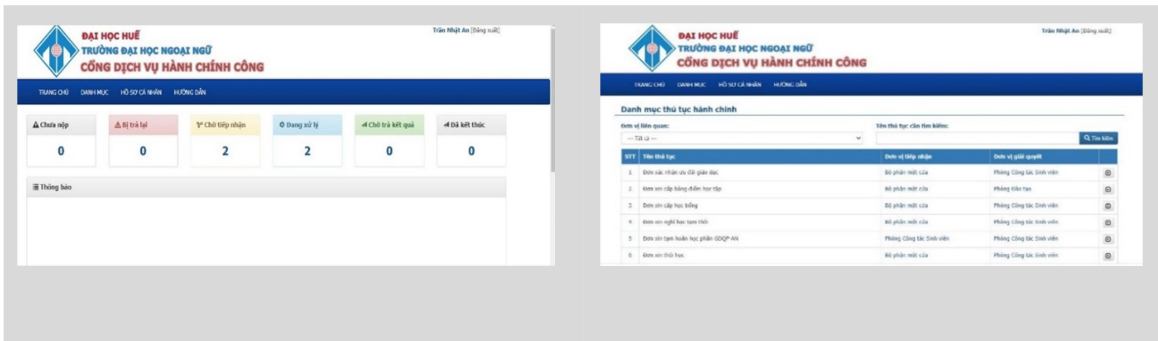 ĐẠI HỌC HUẾ
TRƯỜNG ĐẠI HỌC NGOẠI NGỮ
CỔNG DỊCH VỤ HÀNH CHÍNH CÔNG
Trần Nhật An [Đăng xuất]
TRANG CHỦ DANH MỤC HỒ SƠ CÁ NHÂN HƯỚNG DẪN
Chưa nộp Bị trả lại Chờ tiếp nhận Đang xử lý Chờ trả kết quả Đã kết thúc
0 0 2 2 0 0
Thông báo
ĐẠI HỌC HUẾ
TRƯỜNG ĐẠI HỌC NGOẠI NGỮ
CỔNG DỊCH VỤ HÀNH CHÍNH CÔNG
Trần Nhật An [Đăng xuất]
TRANG CHỦ DANH MỤC HỒ SƠ CÁ NHÂN HƯỚNG DẪN
Danh mục thủ tục hành chính
Đơn vị liên quan: Tên thủ tục cần tìm kiếm:
--- Tất cả --- Tìm kiếm
STT Tên thủ tục Đơn vị tiếp nhận Đơn vị giải quyết
1 Đơn xác nhận ưu đãi giáo dục Bộ phận một cửa Phòng Công tác Sinh viên
2 Đơn xin cấp bảng điểm học tập Bộ phận một cửa Phòng Đào tạo
3 Đơn xin cấp học bổng Bộ phận một cửa Phòng Công tác Sinh viên
4 Đơn xin nghỉ học tạm thời Bộ phận một cửa Phòng Công tác Sinh viên
5 Đơn xin tạm hoãn học phần GDQP-AN Phòng Công tác Sinh viên Phòng Công tác Sinh viên
6 Đơn xin thôi học Bộ phận một cửa Phòng Công tác Sinh viên